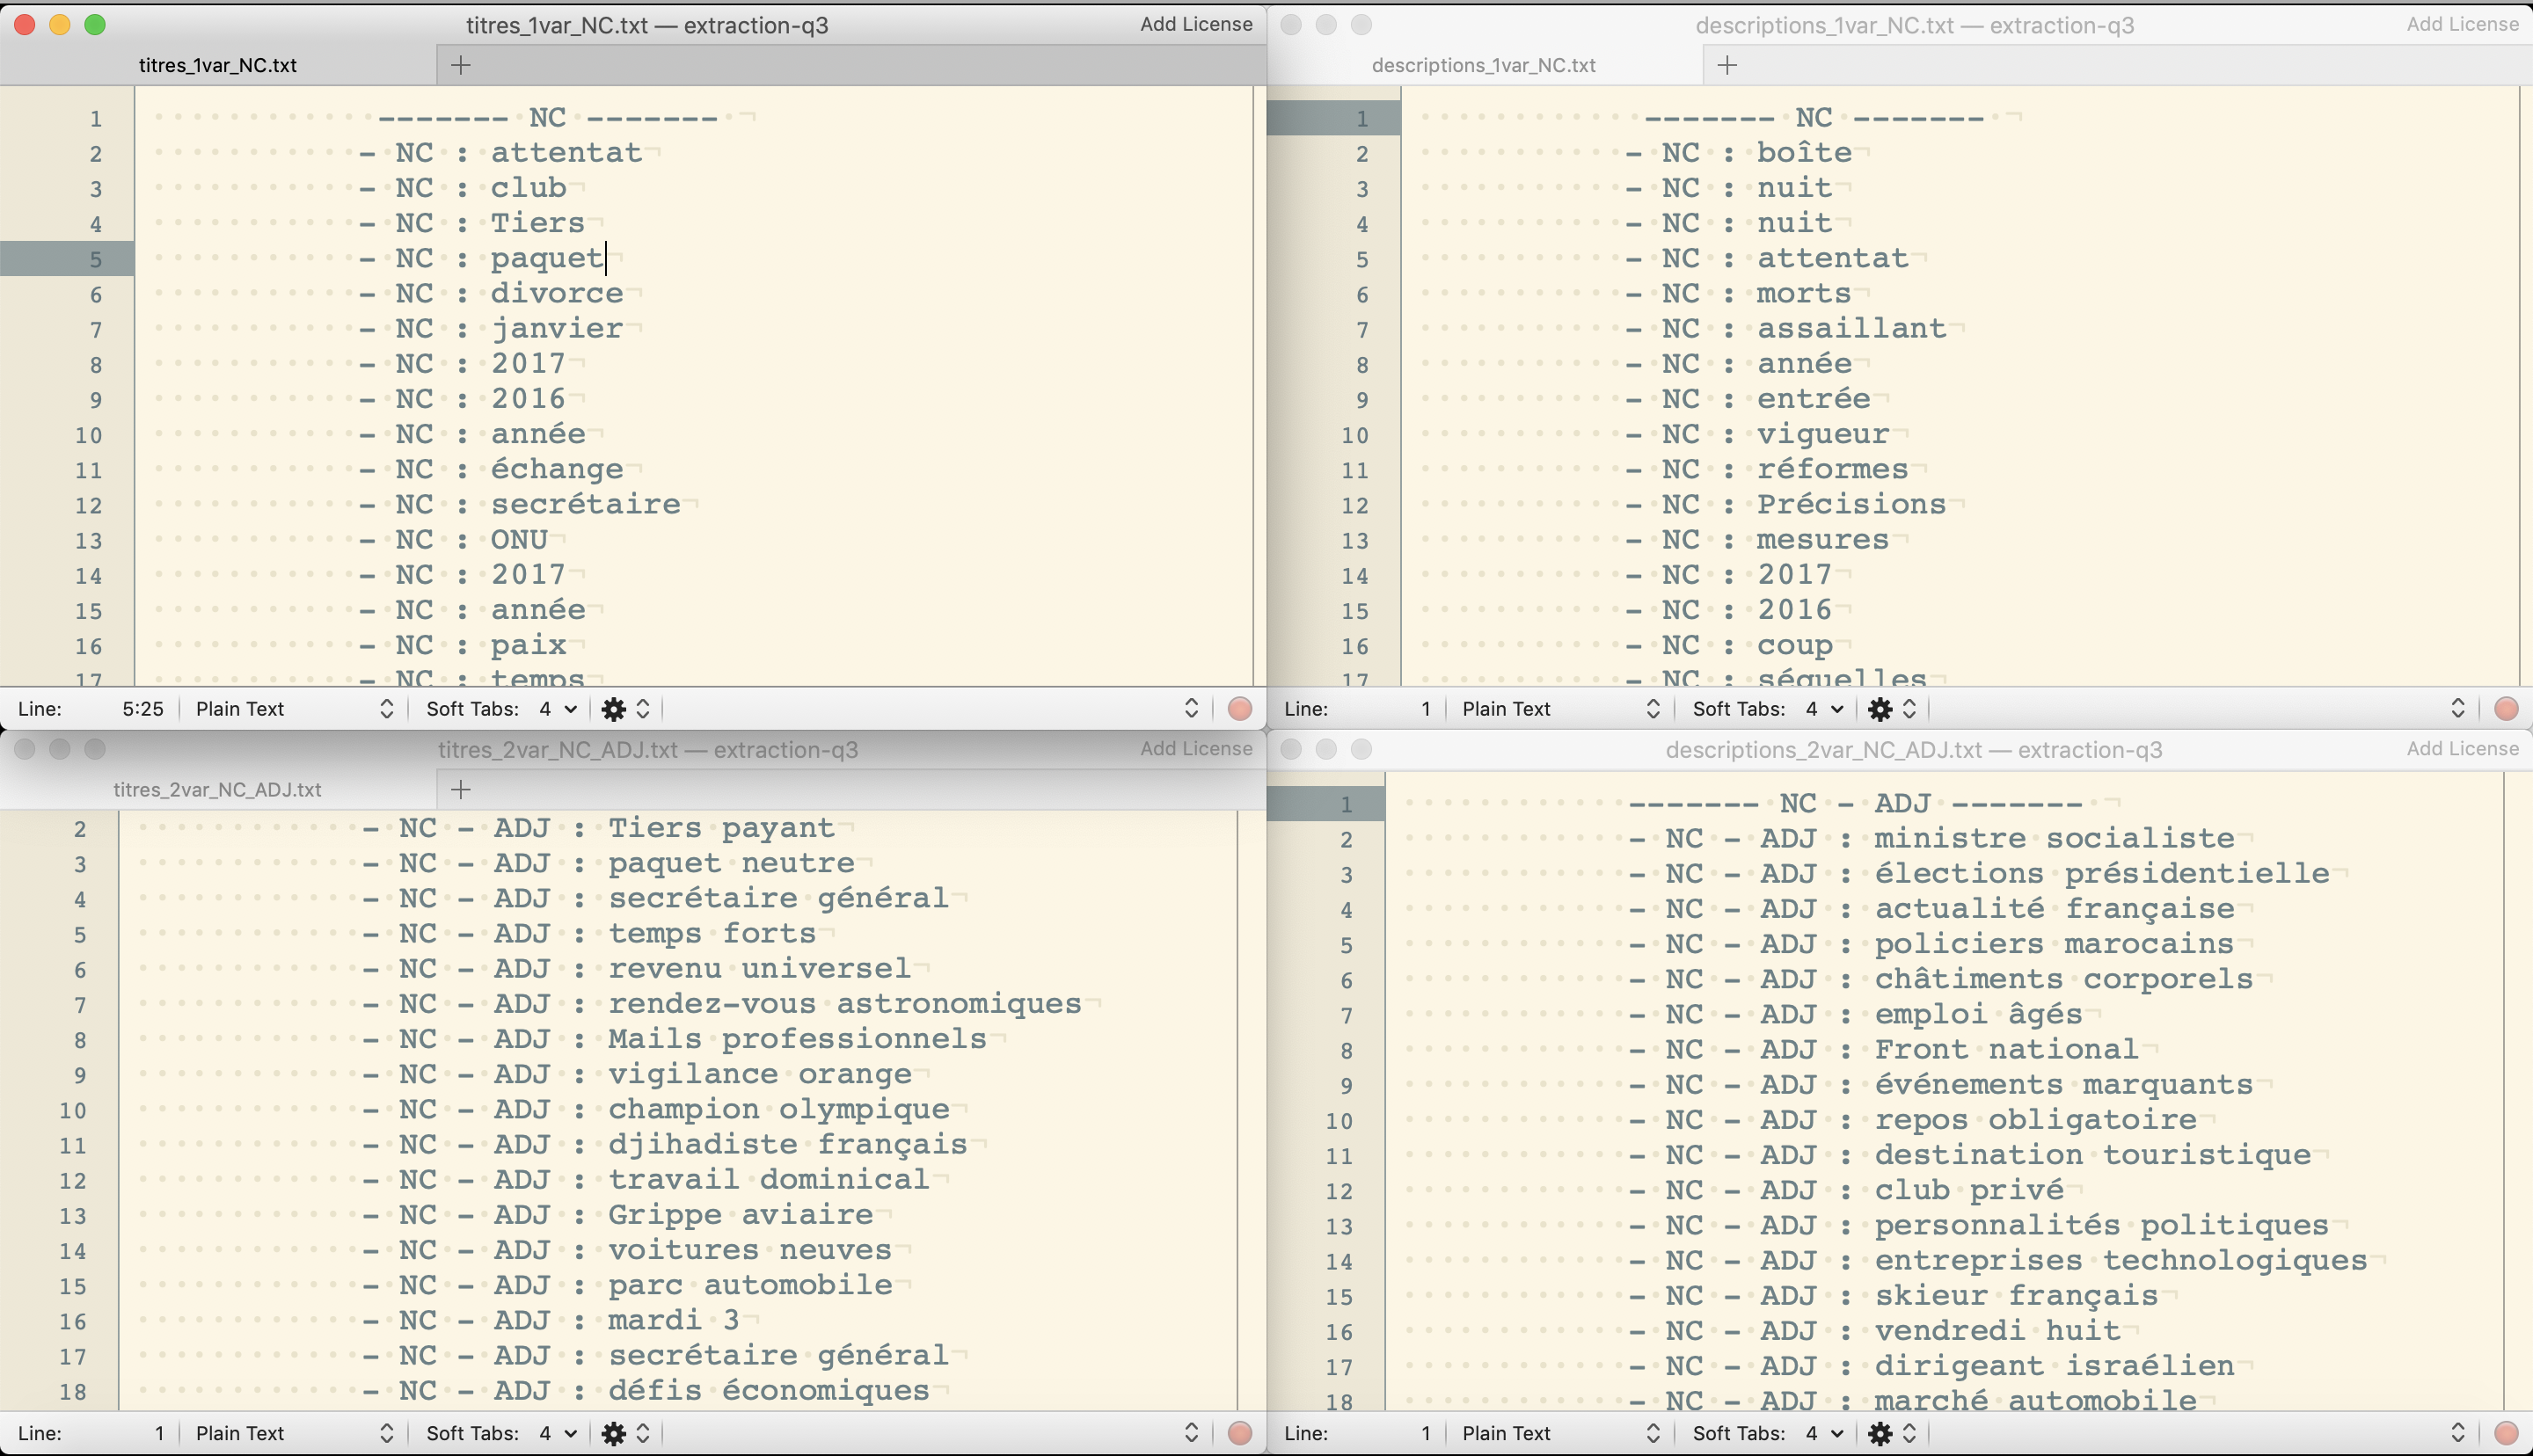 titres_1var_NC.txt — extraction-q3
Add License
titres_1var_NC.txt
1 ------- NC -------
2 - NC : attentat
3 - NC : club
4 - NC : Tiers
5 - NC : paquet
6 - NC : divorce
7 - NC : janvier
8 - NC : 2017
9 - NC : 2016
10 - NC : année
11 - NC : échange
12 - NC : secrétaire
13 - NC : ONU
14 - NC : 2017
15 - NC : année
16 - NC : paix
17 - NC : temps
Line: 5:25 Plain Text Soft Tabs: 4
descriptions_1var_NC.txt — extraction-q3
Add License
descriptions_1var_NC.txt
1 ------- NC -------
2 - NC : boîte
3 - NC : nuit
4 - NC : nuit
5 - NC : attentat
6 - NC : morts
7 - NC : assaillant
8 - NC : année
9 - NC : entrée
10 - NC : vigueur
11 - NC : réformes
12 - NC : Précisions
13 - NC : mesures
14 - NC : 2017
15 - NC : 2016
16 - NC : coup
17 - NC : séquelles
Line: 1 Plain Text Soft Tabs: 4
titres_2var_NC_ADJ.txt — extraction-q3
Add License
titres_2var_NC_ADJ.txt
2 - NC - ADJ : Tiers payant
3 - NC - ADJ : paquet neutre
4 - NC - ADJ : secrétaire général
5 - NC - ADJ : temps forts
6 - NC - ADJ : revenu universel
7 - NC - ADJ : rendez-vous astronomiques
8 - NC - ADJ : Mails professionnels
9 - NC - ADJ : vigilance orange
10 - NC - ADJ : champion olympique
11 - NC - ADJ : djihadiste français
12 - NC - ADJ : travail dominical
13 - NC - ADJ : Grippe aviaire
14 - NC - ADJ : voitures neuves
15 - NC - ADJ : parc automobile
16 - NC - ADJ : mardi 3
17 - NC - ADJ : secrétaire général
18 - NC - ADJ : défis économiques
Line: 1 Plain Text Soft Tabs: 4
descriptions_2var_NC_ADJ.txt — extraction-q3
Add License
1 ------- NC - ADJ -------
2 - NC - ADJ : ministre socialiste
3 - NC - ADJ : élections présidentielle
4 - NC - ADJ : actualité française
5 - NC - ADJ : policiers marocains
6 - NC - ADJ : châtiments corporels
7 - NC - ADJ : emploi âgés
8 - NC - ADJ : Front national
9 - NC - ADJ : événements marquants
10 - NC - ADJ : repos obligatoire
11 - NC - ADJ : destination touristique
12 - NC - ADJ : club privé
13 - NC - ADJ : personnalités politiques
14 - NC - ADJ : entreprises technologiques
15 - NC - ADJ : skieur français
16 - NC - ADJ : vendredi huit
17 - NC - ADJ : dirigeant israélien
18 - NC - ADJ : marché automobile
Line: 1 Plain Text Soft Tabs: 4